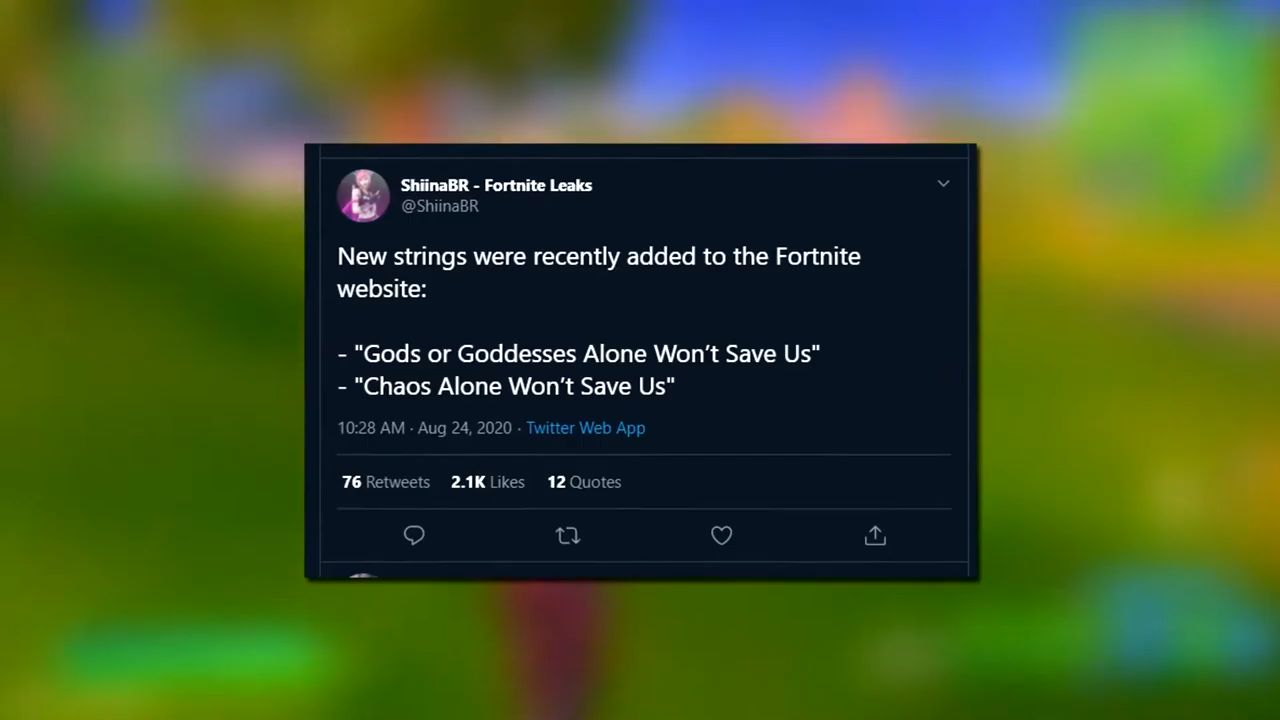 ShiinaBR - Fortnite Leaks
@ShiinaBR
New strings were recently added to the Fortnite
website:
- "Gods or Goddesses Alone Won’t Save Us"
- "Chaos Alone Won’t Save Us"
10:28 AM · Aug 24, 2020 · Twitter Web App
76 Retweets 2.1K Likes 12 Quotes